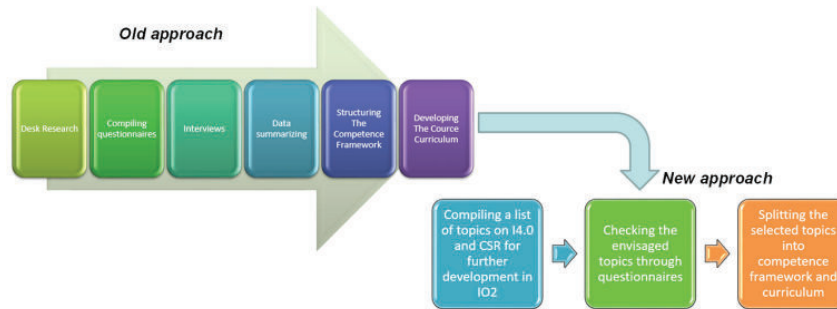 Old approach
Desk Research
Compiling
questionnaires
Interviews
Data
summarizing
Structuring
The
Competence
Framework
Developing
The Cource
Curriculum
New approach
Compiling a list
of topics on I4.0
and CSR for
further
development in
IO2
Checking the
envisaged
topics through
questionnaires
Splitting the
selected topics
into
competence
framework and
curriculum